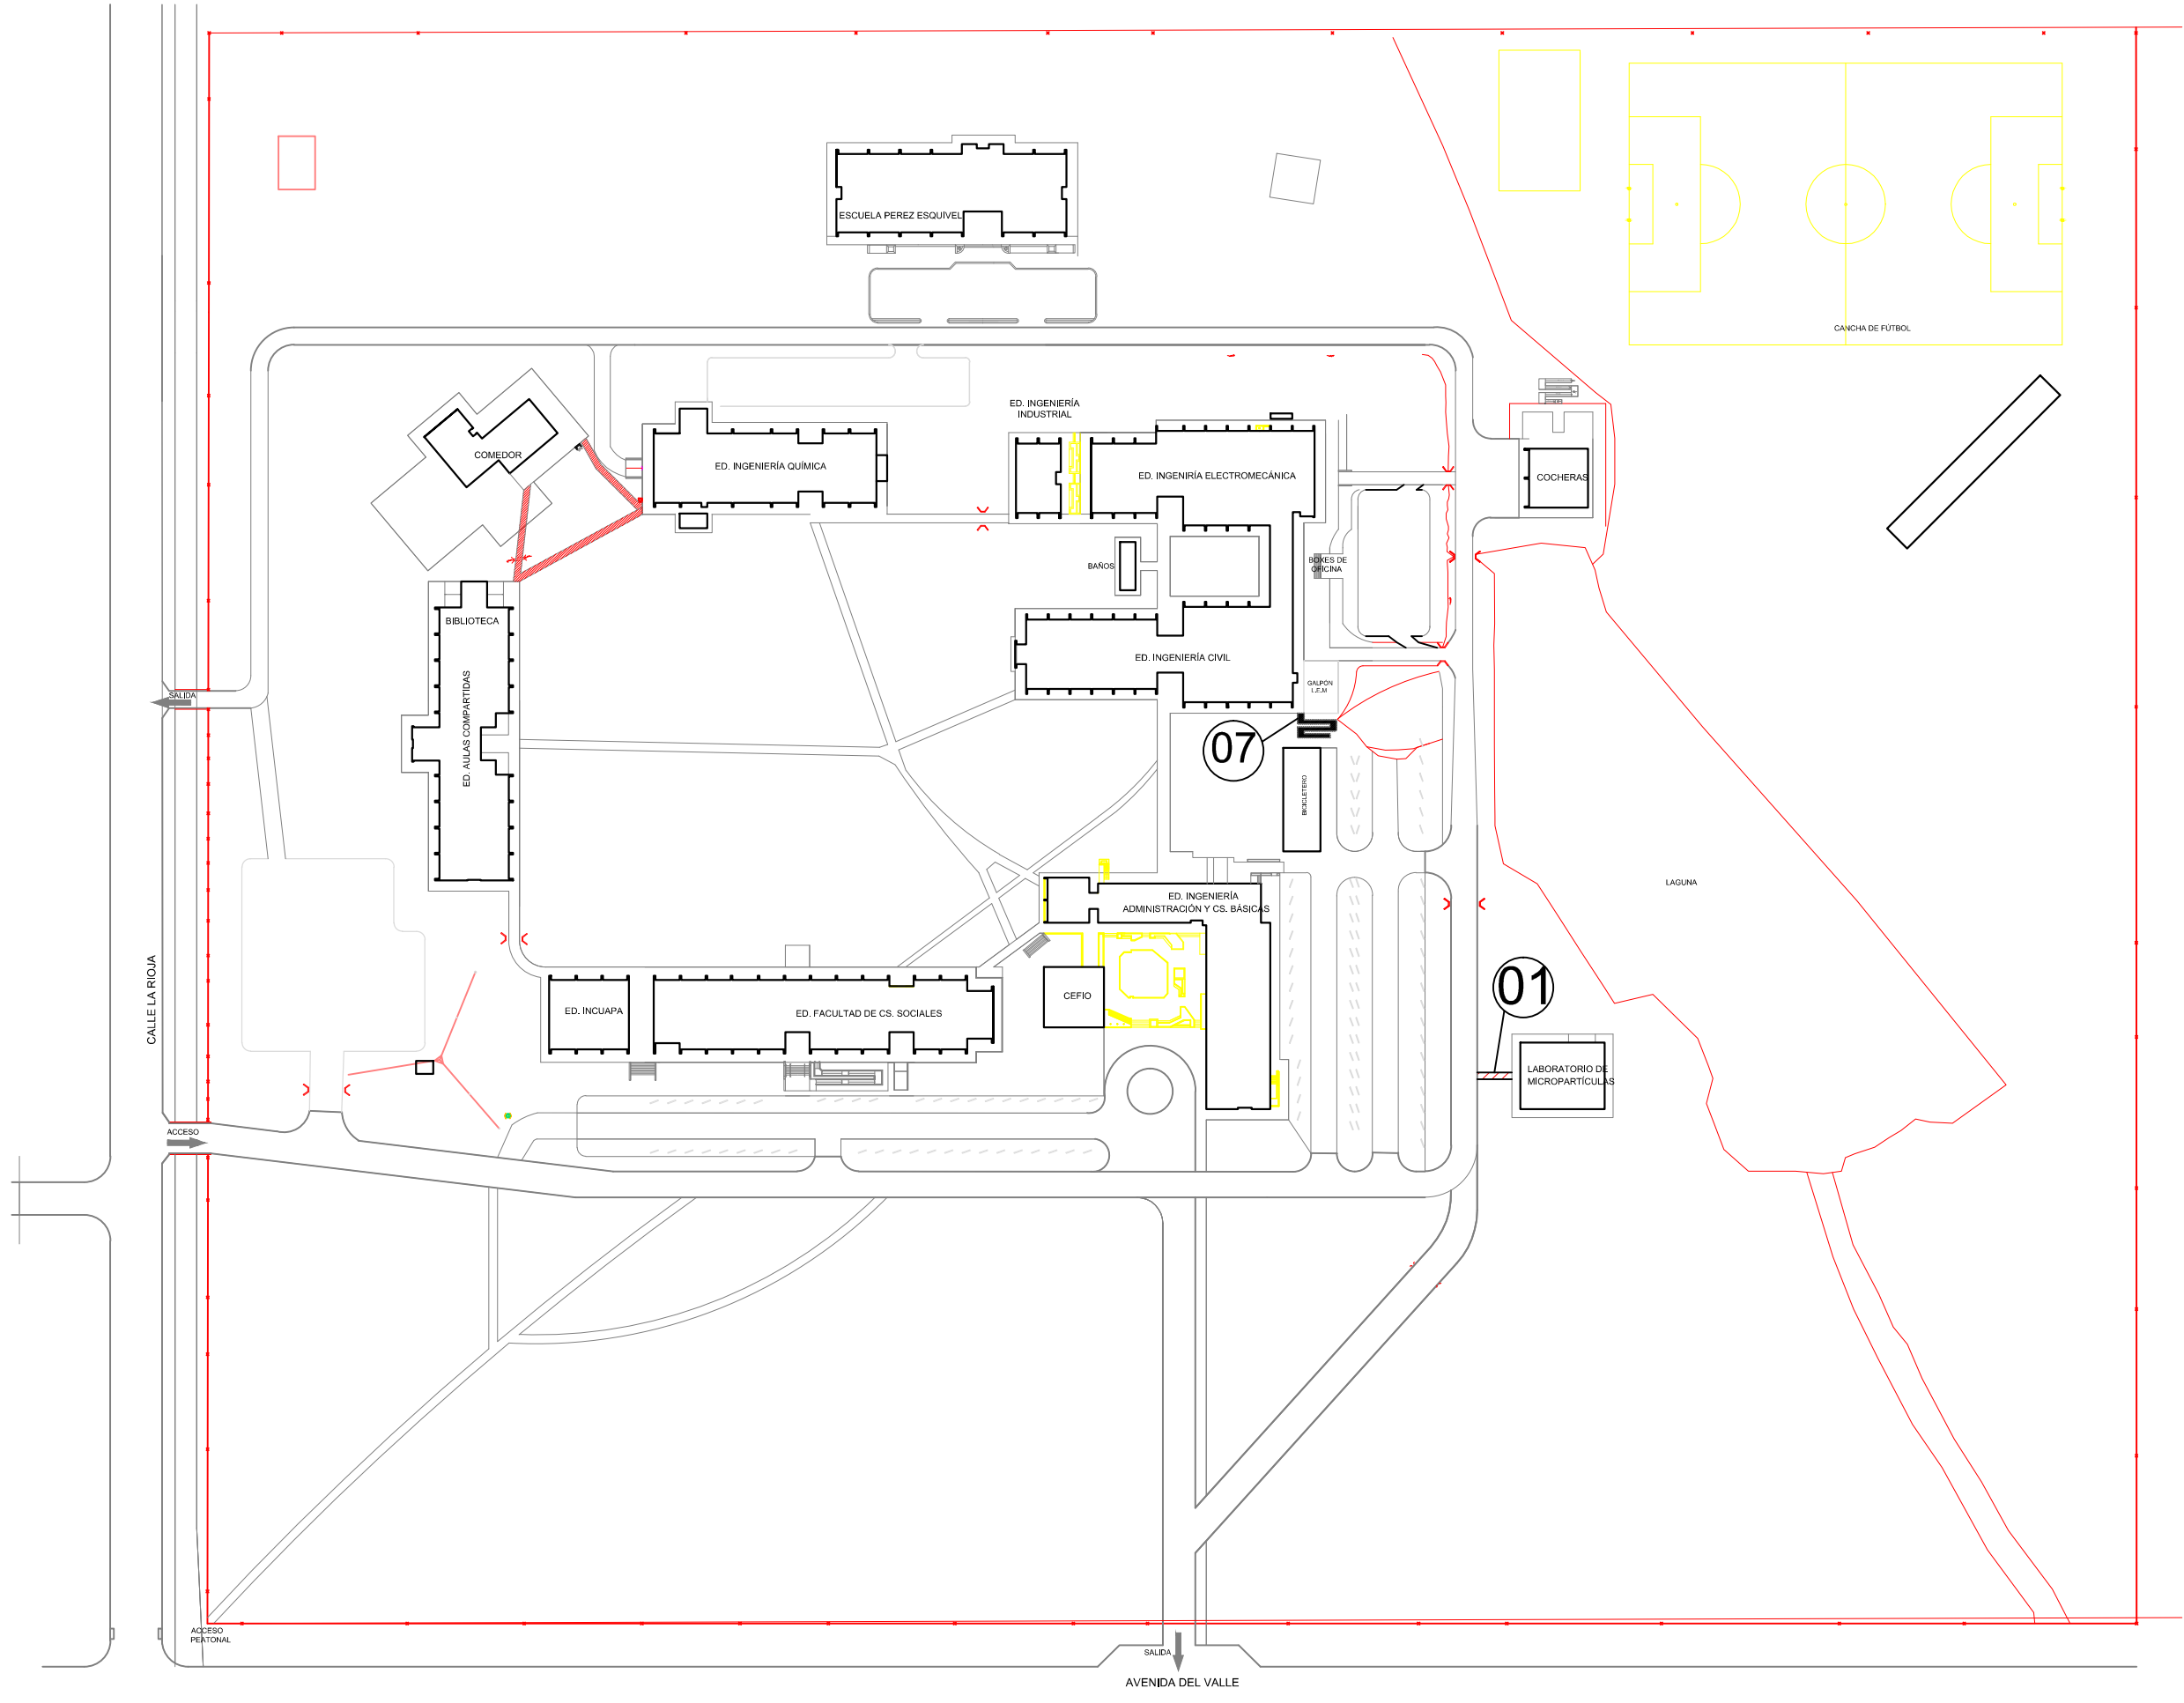 ESCUELA PEREZ ESQUIVEL
CANCHA DE FÚTBOL
ED. INGENIERÍA
INDUSTRIAL
COMEDOR
ED. INGENIERÍA QUÍMICA
ED. INGENIRÍA ELECTROMECÁNICA
COCHERAS
BAÑOS
BOXES DE
OFICINA
BIBLIOTECA
ED. INGENIERÍA CIVIL
GALPÓN
L.E.M
SALIDA
ED. AULAS COMPARTIDAS
07
BICICLETERO
LAGUNA
ED. INGENIERÍA
ADMINISTRACIÓN Y CS. BÁSICAS
CALLE LA RIOJA
01
CEFIO
ED. INCUAPA
ED. FACULTAD DE CS. SOCIALES
LABORATORIO DE
MICROPARTÍCULAS
ACCESO
ACCESO
PEATONAL
SALIDA
AVENIDA DEL VALLE